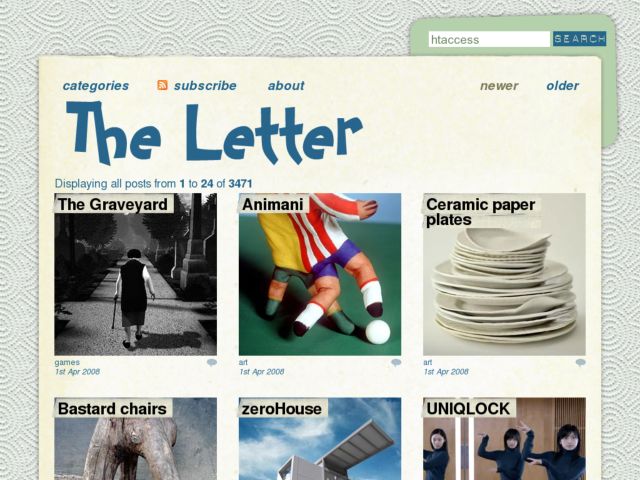 htaccess SEARCH
categories subscribe about newer older
The Letter
Displaying all posts from 1 to 24 of 3471
The Graveyard Animani Ceramic paper
plates
games art art
1st Apr 2008 1st Apr 2008 1st Apr 2008
Bastard chairs zeroHouse UNIQLOCK